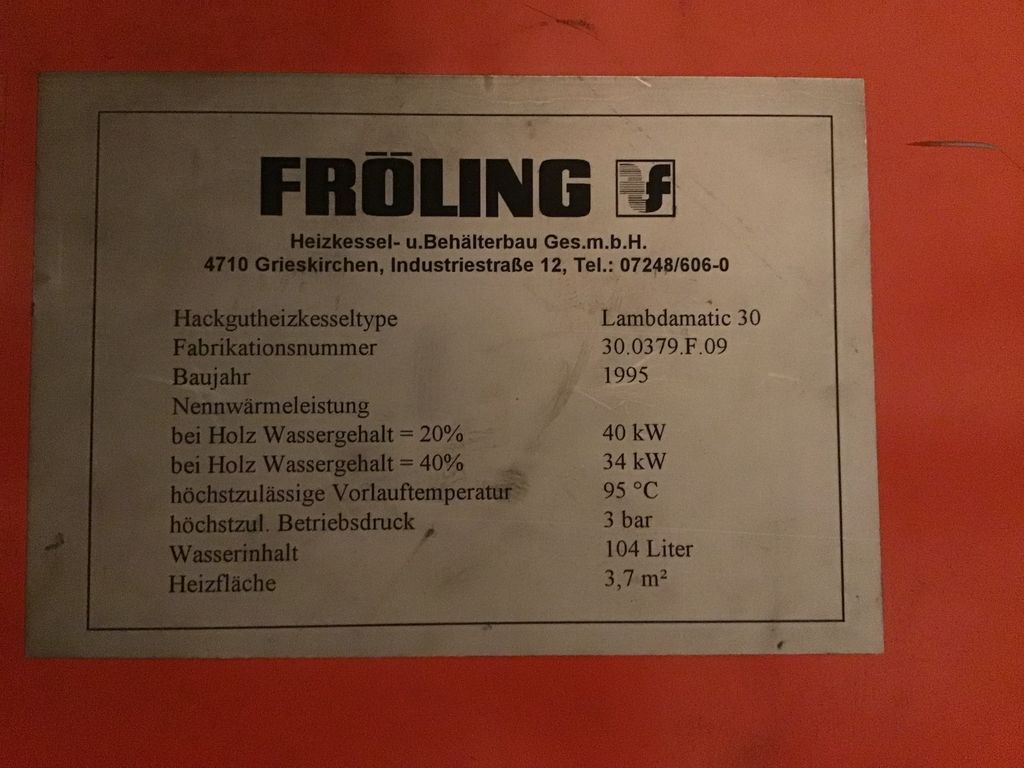 FRÖLING f
Heizkessel- u.Behälterbau Ges.m.b.H.
4710 Grieskirchen, Industriestraße 12, Tel.: 07248/606-0
Hackgutheizkesseltype Lambdamatic 30
Fabrikationsnummer 30.0379.F.09
Baujahr 1995
Nennwärmeleistung
bei Holz Wassergehalt = 20% 40 kW
bei Holz Wassergehalt = 40% 34 kW
höchstzulässige Vorlauftemperatur 95 °C
höchstzul. Betriebsdruck 3 bar
Wasserinhalt 104 Liter
Heizfläche 3,7 m²